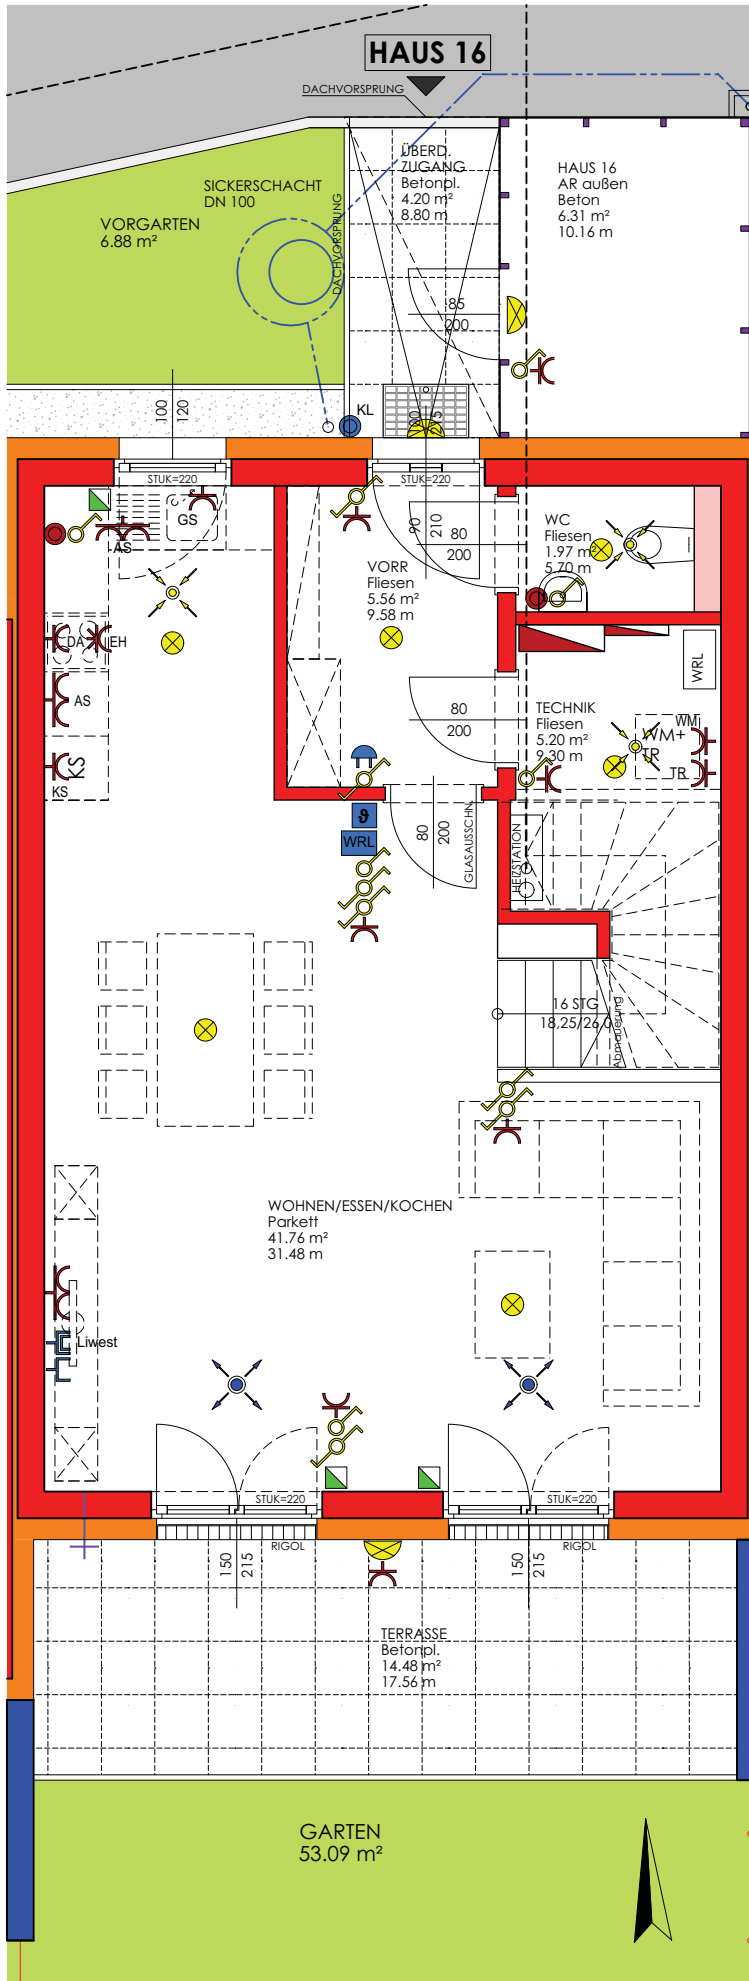 HAUS 16
DACHVORSPRUNG
ÜBERD.
ZUGANG
Betonpl.
4.20 m²
8.80 m
HAUS 16
AR außen
Beton
6.31 m²
10.16 m
SICKERSCHACHT
DN 100
VORGARTEN
6.88 m²
DACHVORSPRUNG
85
200
100
120
KL
STUK=220
STUK=220
GS
AS
90
210
80
200
WC
Fliesen
1.97 m²
5.70 m
VORR
Fliesen
5.56 m²
9.58 m
DA
EH
AS
KS
KS
WRL
80
200
TECHNIK
Fliesen
5.20 m²
9.30 m
WM
WM+
TR
TR
ϑ
WRL
80
200
GLASAUSSCHN.
HEIZSTATION
16 STG
18,25/26,0
Abmauerung
WOHNEN/ESSEN/KOCHEN
Parkett
41.76 m²
31.48 m
Liwest
STUK=220
STUK=220
RIGOL
RIGOL
150
215
150
215
TERRASSE
Betonpl.
14.48 m²
17.56 m
GARTEN
53.09 m²